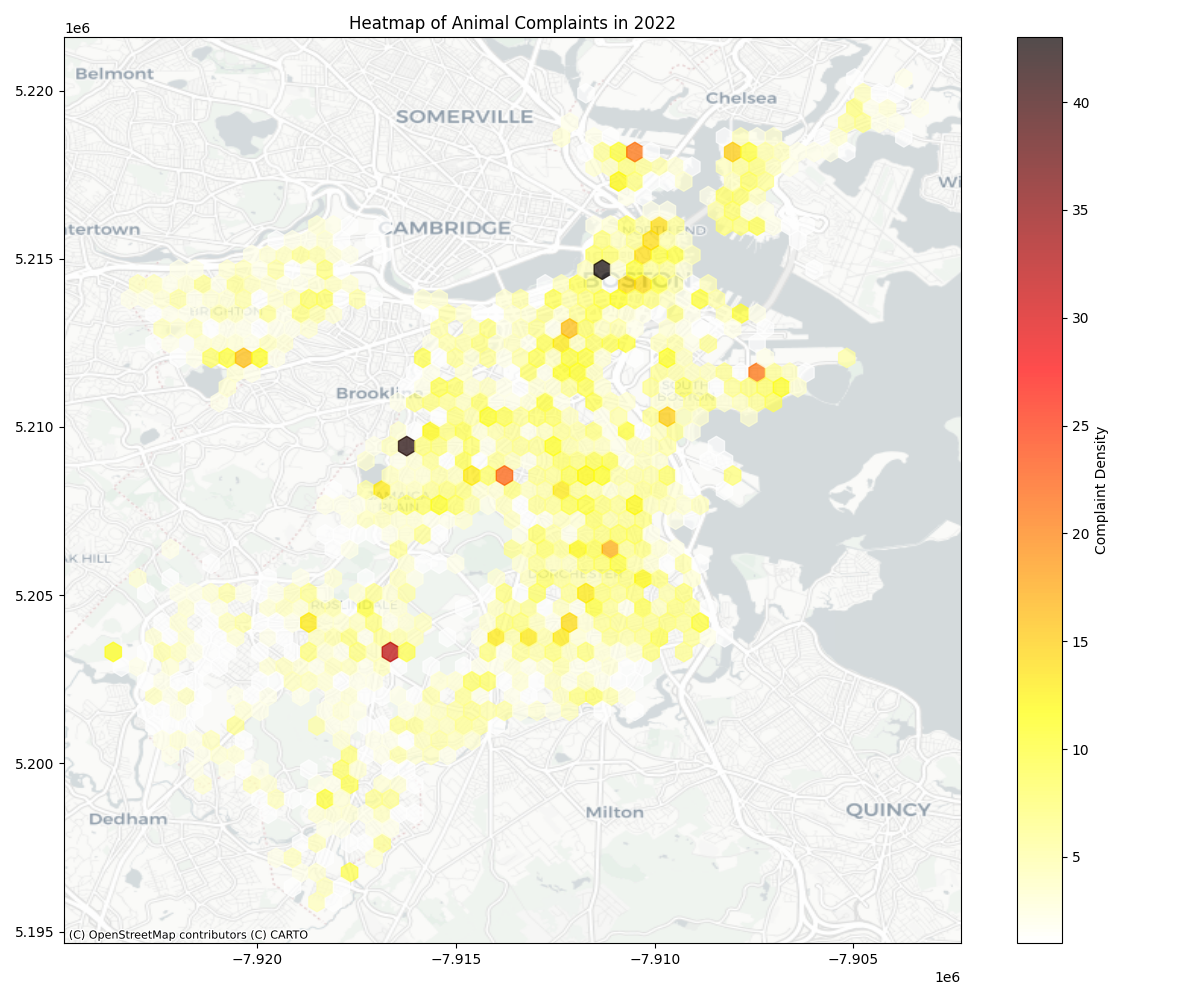 Heatmap of Animal Complaints in 2022
1e6
Belmont
SOMERVILLE
Chelsea
Wi
tertown
CAMBRIDGE
NORTH END
BOSTON
BRIGHTON
Brookline
SOUTH
BOSTON
JAMAICA
PLAIN
AK HILL
DORCHESTER
ROSLINDALE
Dedham
Milton
QUINCY
(C) OpenStreetMap contributors (C) CARTO
5.220
5.215
5.210
5.205
5.200
5.195
−7.920
−7.915
−7.910
−7.905
1e6
40
35
30
25
20
15
10
5
Complaint Density